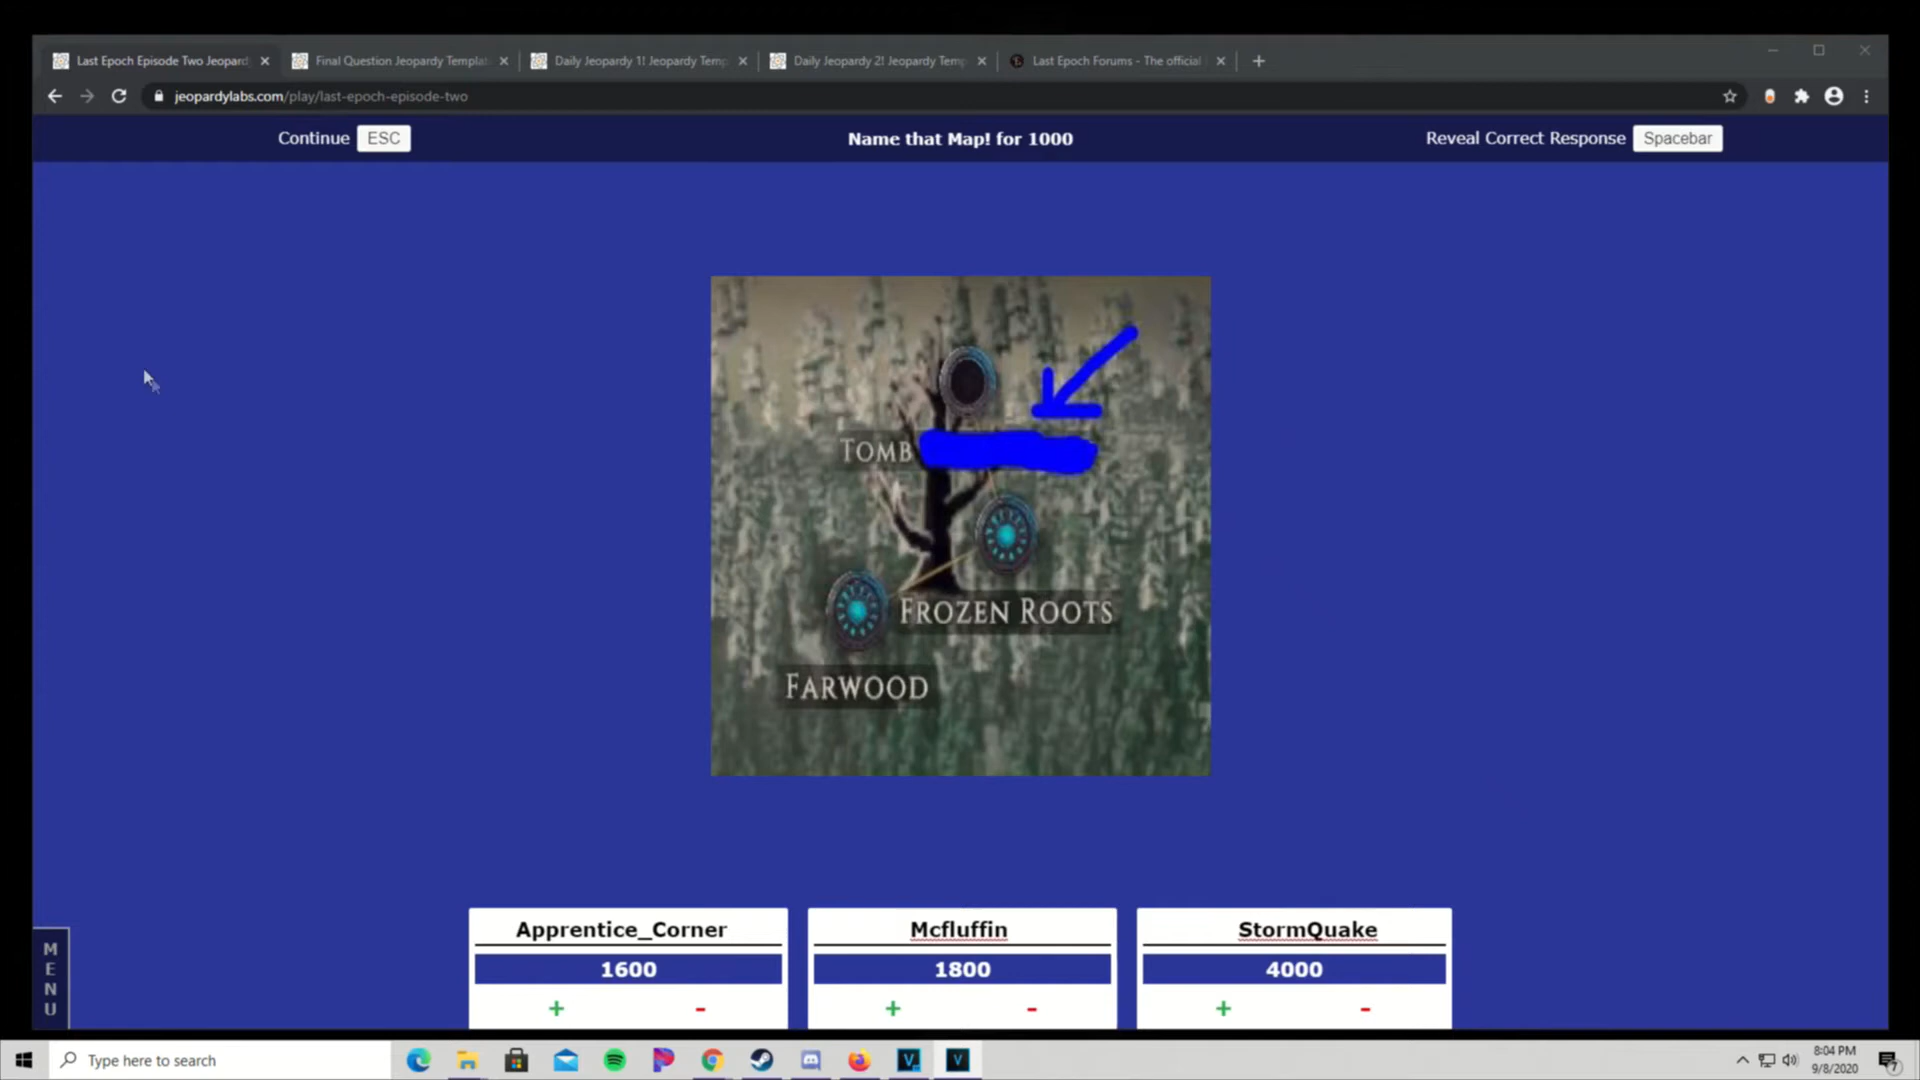 Last Epoch Episode Two Jeopard
Final Question Jeopardy Templat
Daily Jeopardy 1! Jeopardy Temp
Daily Jeopardy 2! Jeopardy Temp
Last Epoch Forums - The official
jeopardylabs.com/play/last-epoch-episode-two
Continue ESC
Name that Map! for 1000
Reveal Correct Response Spacebar
TOMB
FROZEN ROOTS
FARWOOD
MENU
Apprentice_Corner
1600
+ -
Mcfluffin
1800
+ -
StormQuake
4000
+ -
Type here to search
8:04 PM
9/8/2020
7